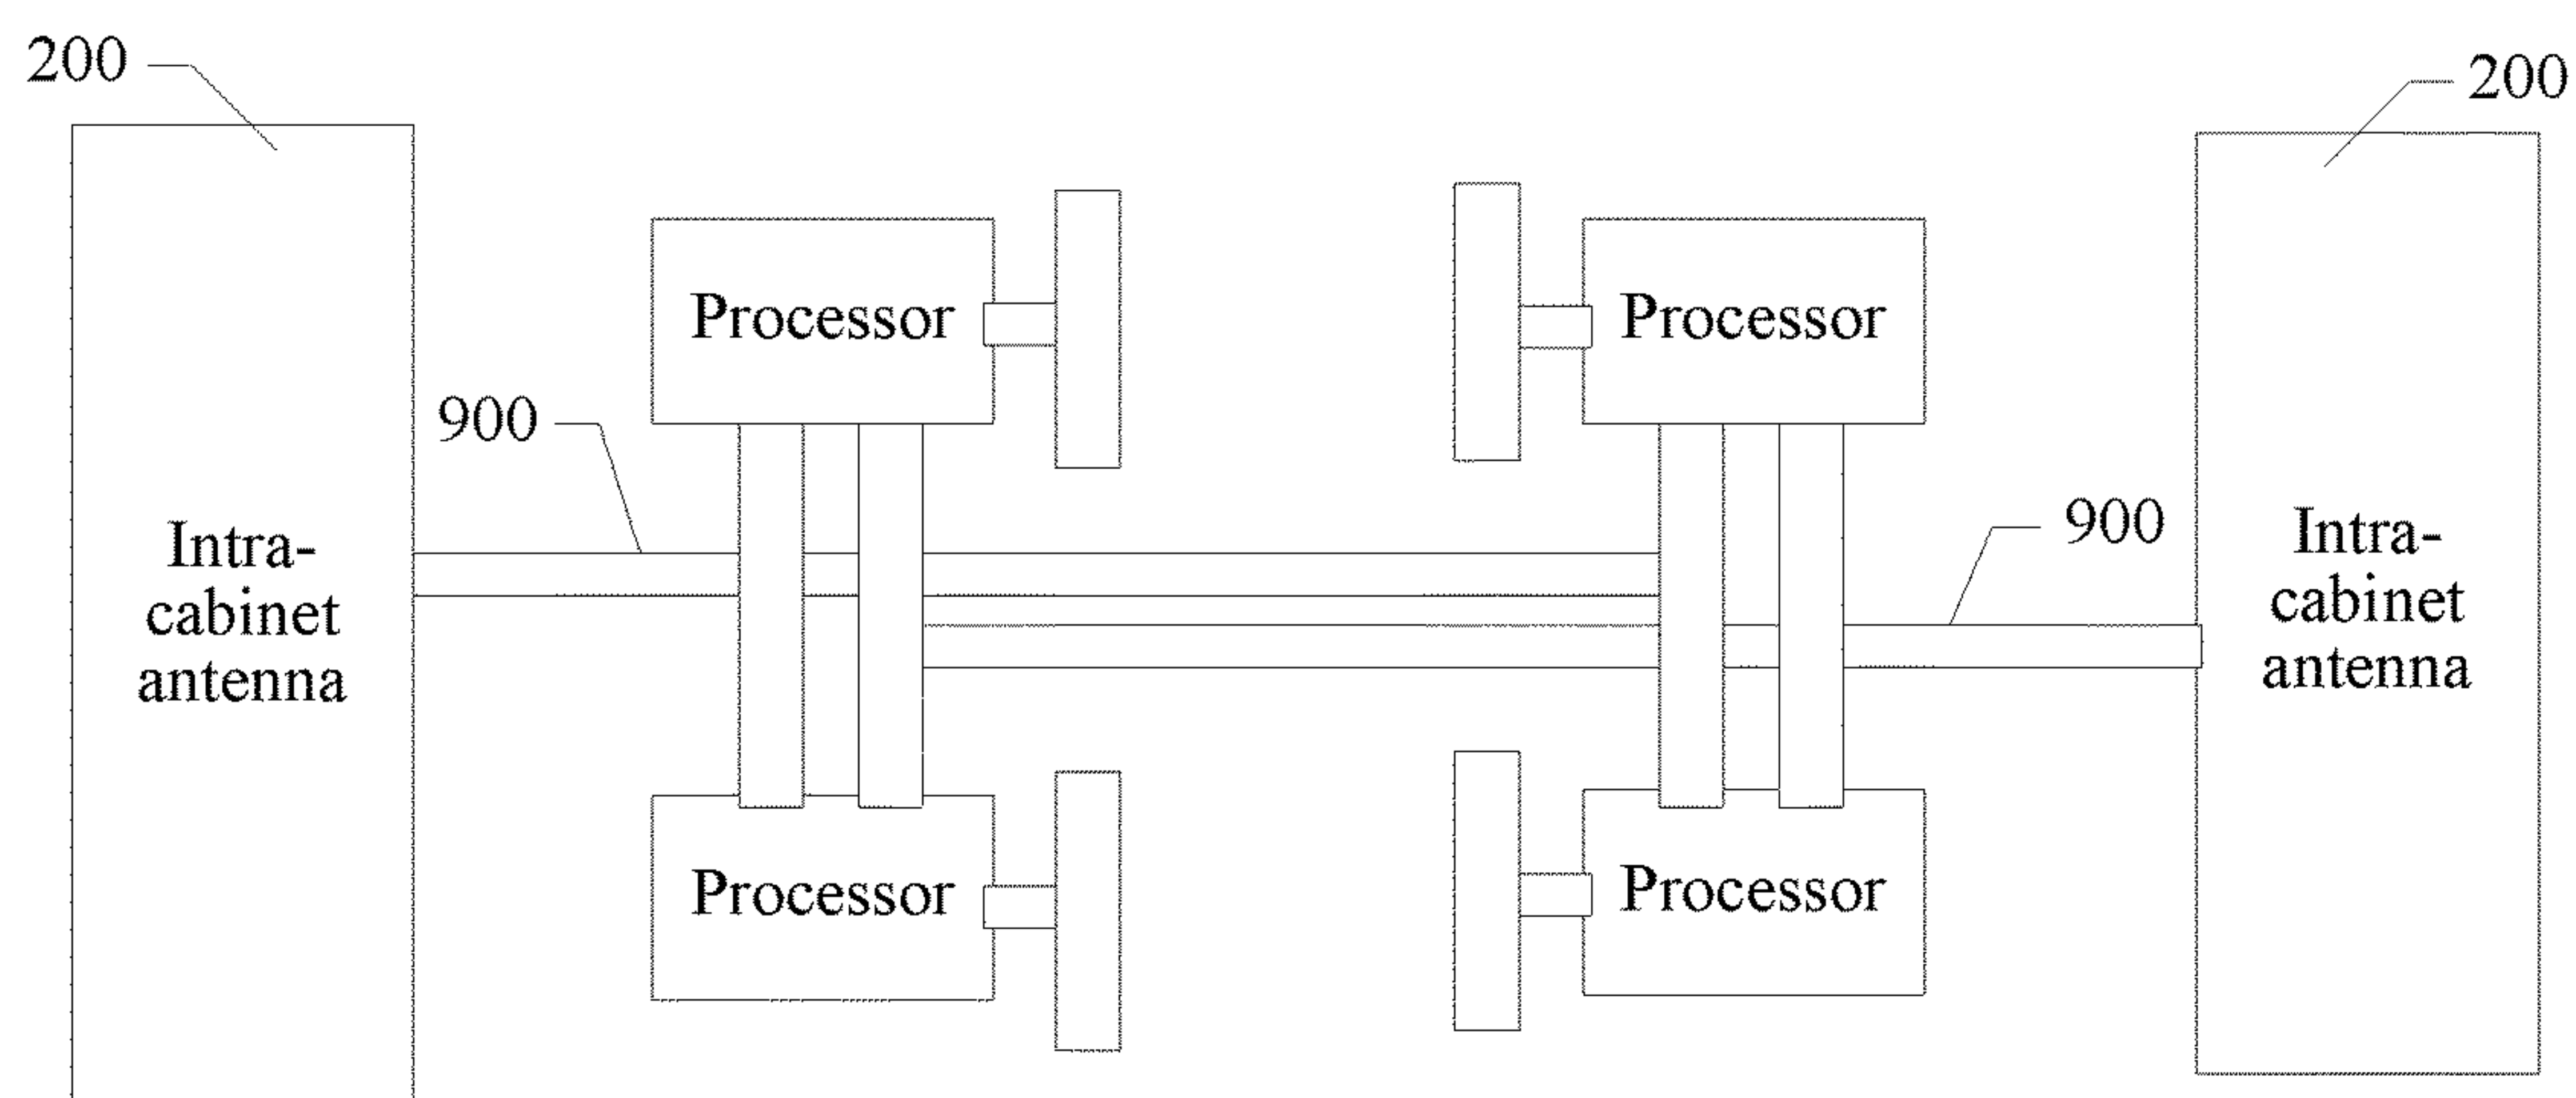 200
200
Processor
Processor
900
900
Intra-
cabinet
antenna
Intra-
cabinet
antenna
Processor
Processor